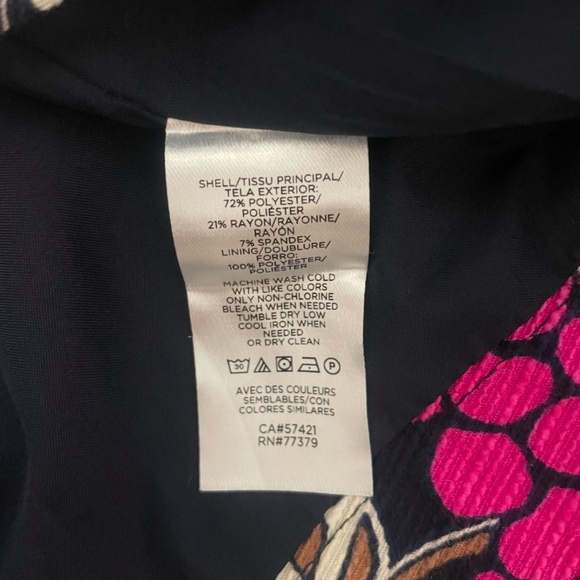 SHELL/TISSU PRINCIPAL/
TELA EXTERIOR:
72% POLYESTER/
POLIÉSTER
21% RAYON/RAYONNE/
RAYÓN
7% SPANDEX
LINING/DOUBLURE/
FORRO:
100% POLYESTER/
POLIÉSTER
MACHINE WASH COLD
WITH LIKE COLORS
ONLY NON-CHLORINE
BLEACH WHEN NEEDED
TUMBLE DRY LOW
COOL IRON WHEN
NEEDED
OR DRY CLEAN
30 P
AVEC DES COULEURS
SEMBLABLES/CON
COLORES SIMILARES
CA#57421
RN#77379